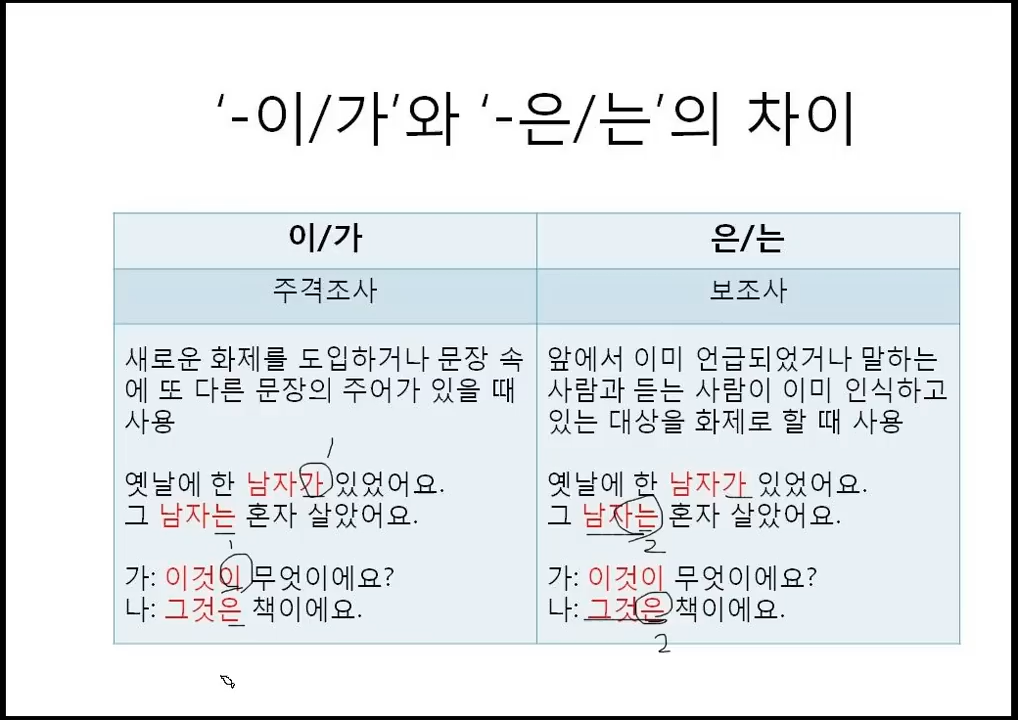 ‘-이/가’와 ‘-은/는’의 차이
이/가
은/는
주격조사
보조사
새로운 화제를 도입하거나 문장 속
에 또 다른 문장의 주어가 있을 때
사용
옛날에 한 남자가 있었어요.
그 남자는 혼자 살았어요.
가: 이것이 무엇이에요?
나: 그것은 책이에요.
앞에서 이미 언급되었거나 말하는
사람과 듣는 사람이 이미 인식하고
있는 대상을 화제로 할 때 사용
옛날에 한 남자가 있었어요.
그 남자는 혼자 살았어요.
2
가: 이것이 무엇이에요?
나: 그것은 책이에요.
2